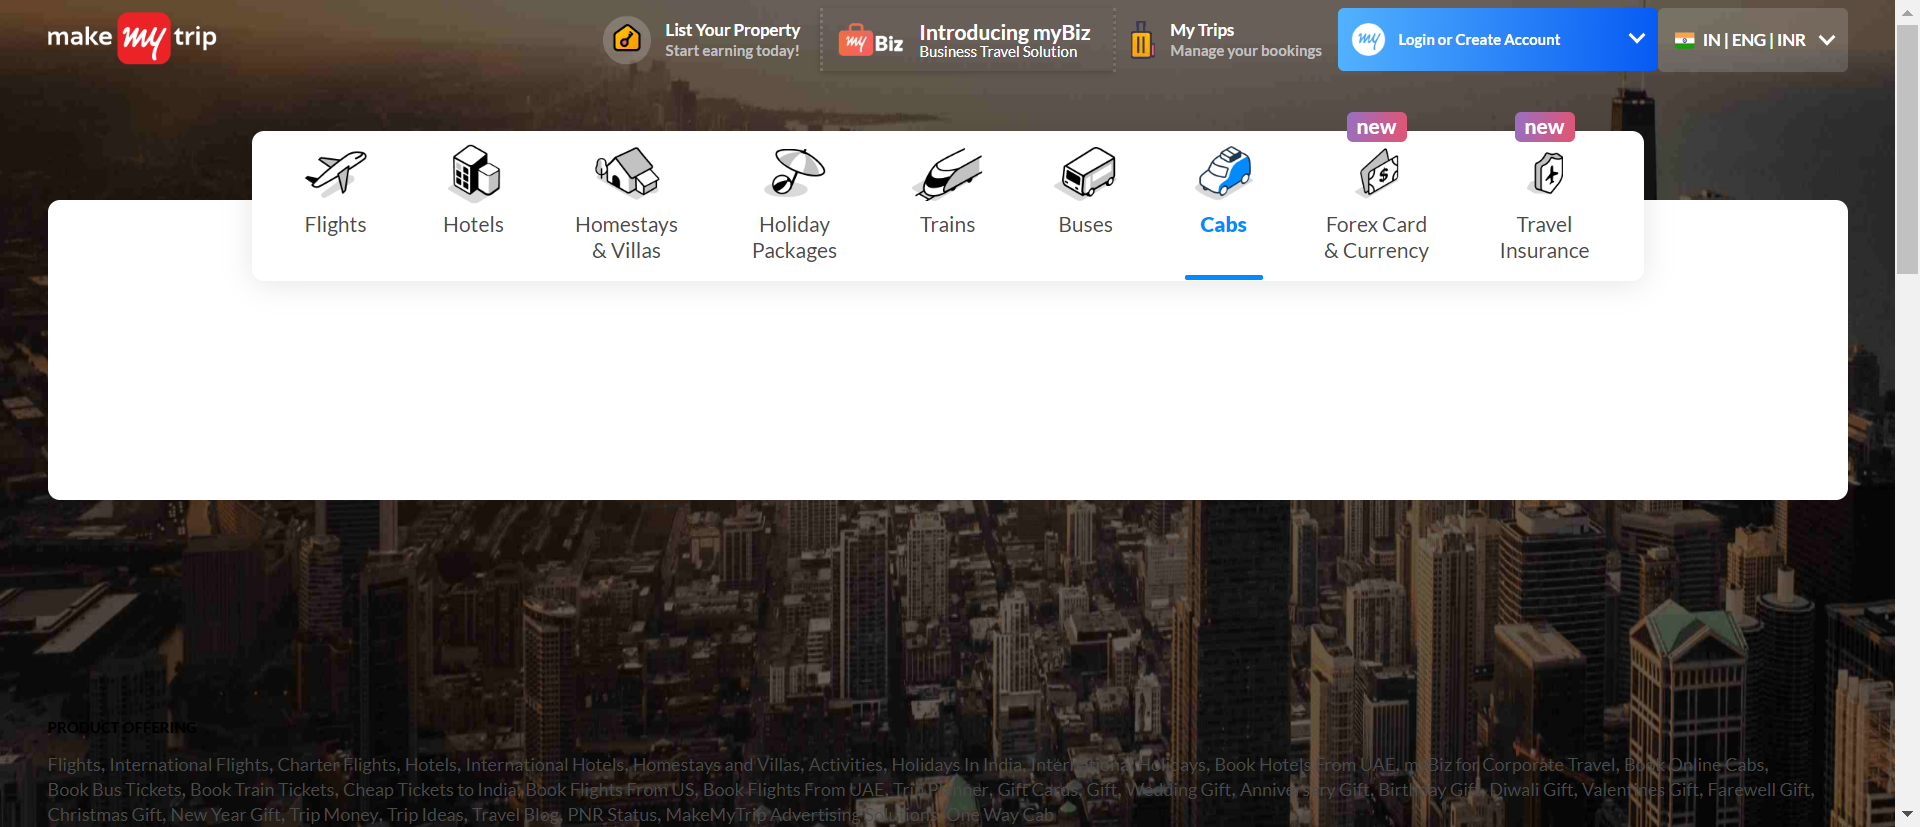 make my trip
List Your Property
Start earning today!
my Biz
Introducing myBiz
Business Travel Solution
My Trips
Manage your bookings
my
Login or Create Account
IN | ENG | INR
new
new
Flights
Hotels
Homestays
& Villas
Holiday
Packages
Trains
Buses
Cabs
Forex Card
& Currency
Travel
Insurance
PRODUCT OFFERING
Flights, International Flights, Charter Flights, Hotels, International Hotels, Homestays and Villas, Activities, Holidays In India, International Holidays, Book Hotels From UAE, myBiz for Corporate Travel, Book Online Cabs,
Book Bus Tickets, Book Train Tickets, Cheap Tickets to India, Book Flights From US, Book Flights From UAE, Trip Planner, Gift Cards, Gift, Wedding Gift, Anniversary Gift, Birthday Gift, Diwali Gift, Valentines Gift, Farewell Gift,
Christmas Gift, New Year Gift, Trip Money, Trip Ideas, Travel Blog, PNR Status, MakeMyTrip Advertising Solutions, One Way Cab